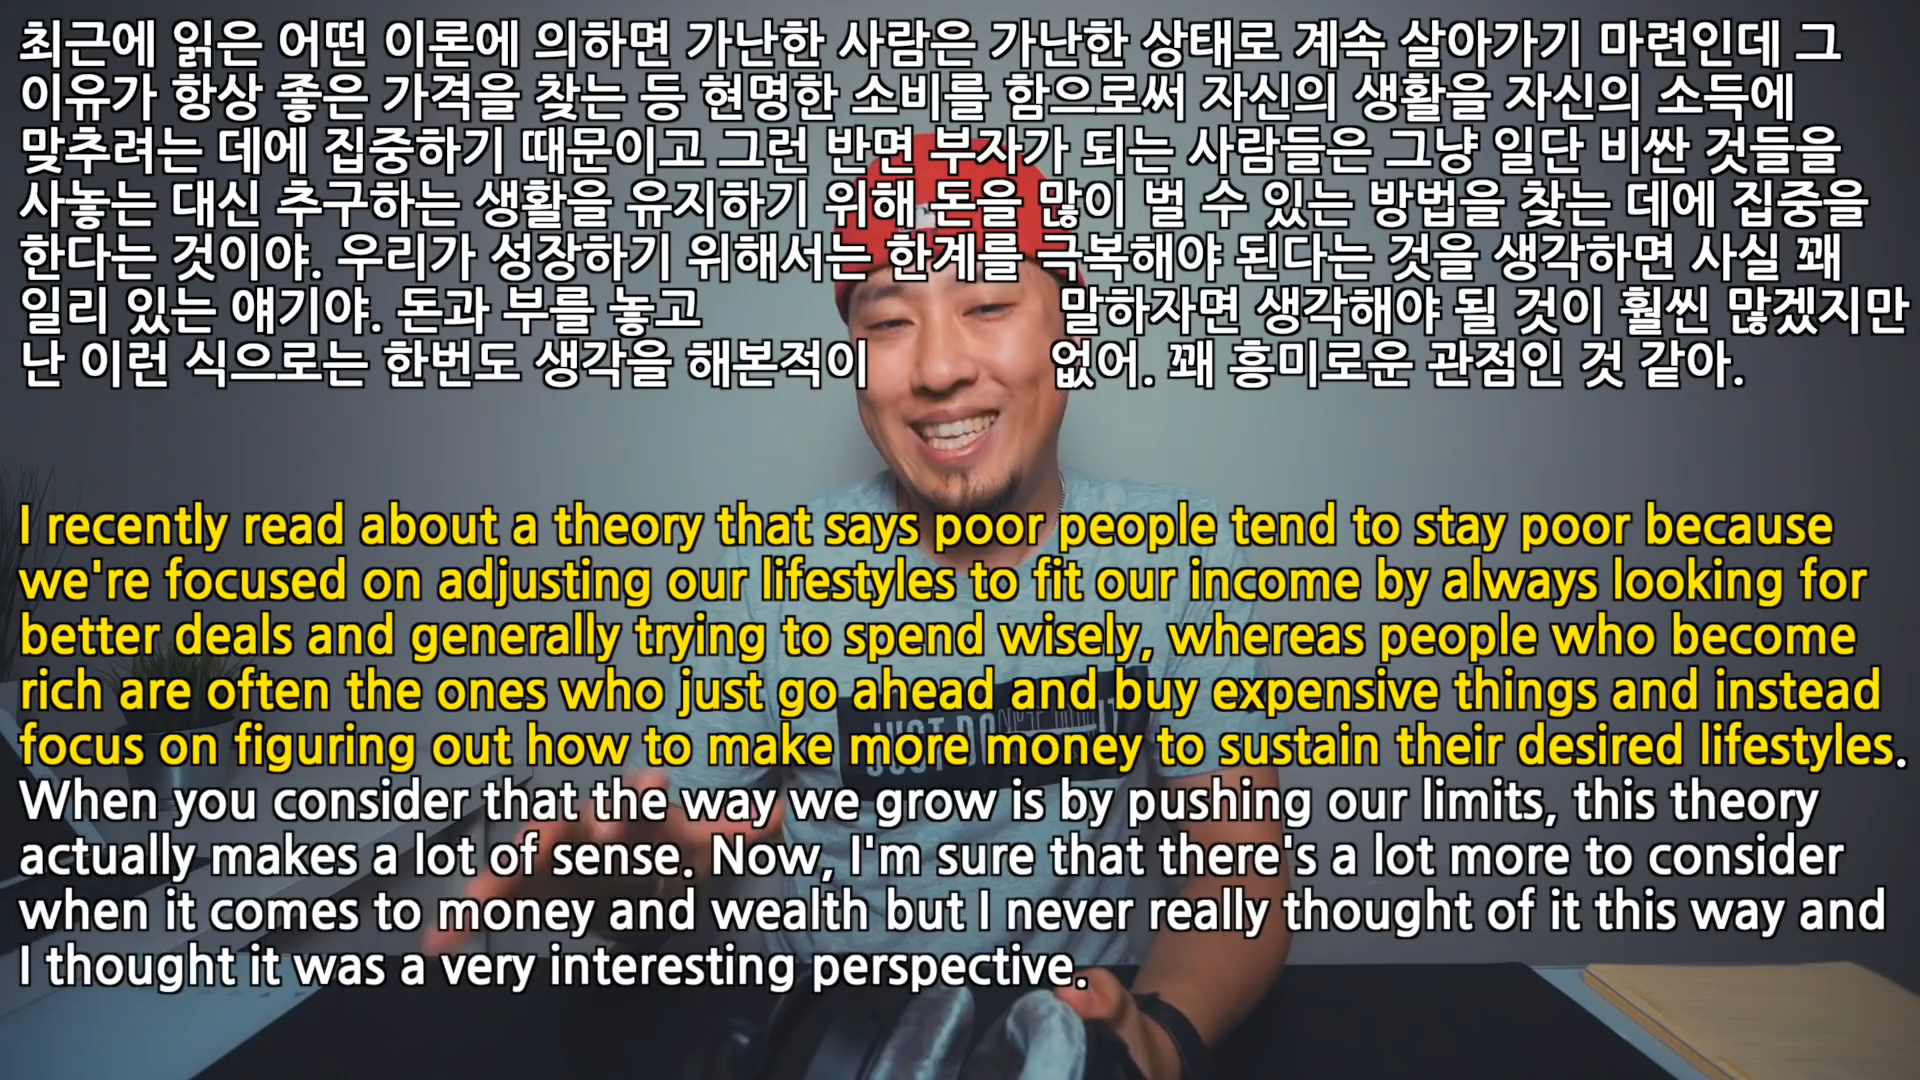 최근에 읽은 어떤 이론에 의하면 가난한 사람은 가난한 상태로 계속 살아가기 마련인데 그
이유가 항상 좋은 가격을 찾는 등 현명한 소비를 함으로써 자신의 생활을 자신의 소득에
맞추려는 데에 집중하기 때문이고 그런 반면 부자가 되는 사람들은 그냥 일단 비싼 것들을
사놓는 대신 추구하는 생활을 유지하기 위해 돈을 많이 벌 수 있는 방법을 찾는 데에 집중을
한다는 것이야. 우리가 성장하기 위해서는 한계를 극복해야 된다는 것을 생각하면 사실 꽤
일리 있는 얘기야. 돈과 부를 놓고 말하자면 생각해야 될 것이 훨씬 많겠지만
난 이런 식으로는 한번도 생각을 해본적이 없어. 꽤 흥미로운 관점인 것 같아.
I recently read about a theory that says poor people tend to stay poor because
we're focused on adjusting our lifestyles to fit our income by always looking for
better deals and generally trying to spend wisely, whereas people who become
rich are often the ones who just go ahead and buy expensive things and instead
focus on figuring out how to make more money to sustain their desired lifestyles.
When you consider that the way we grow is by pushing our limits, this theory
actually makes a lot of sense. Now, I'm sure that there's a lot more to consider
when it comes to money and wealth but I never really thought of it this way and
I thought it was a very interesting perspective.
JUST DO IT